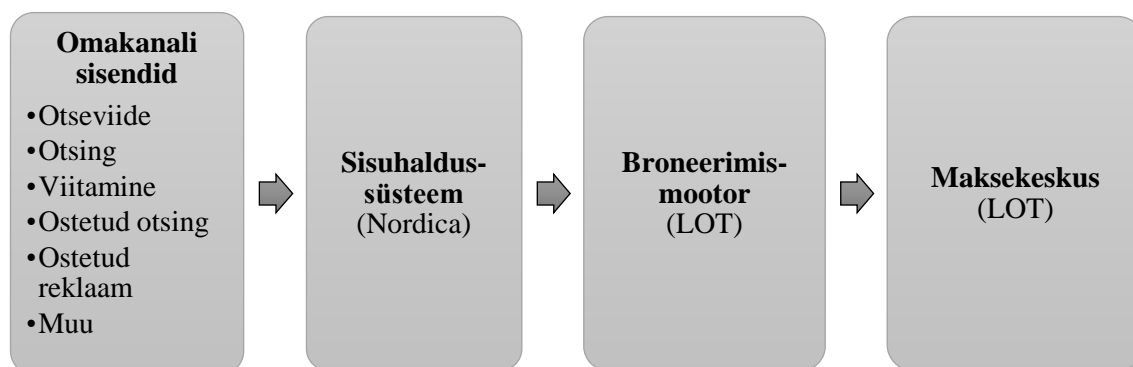 Omakanali
sisendid
•Otseviide
•Otsing
•Viitamine
•Ostetud otsing
•Ostetud
reklaam
•Muu
Sisuhaldus-
süsteem
(Nordica)
Broneerimis-
mootor
(LOT)
Maksekeskus
(LOT)